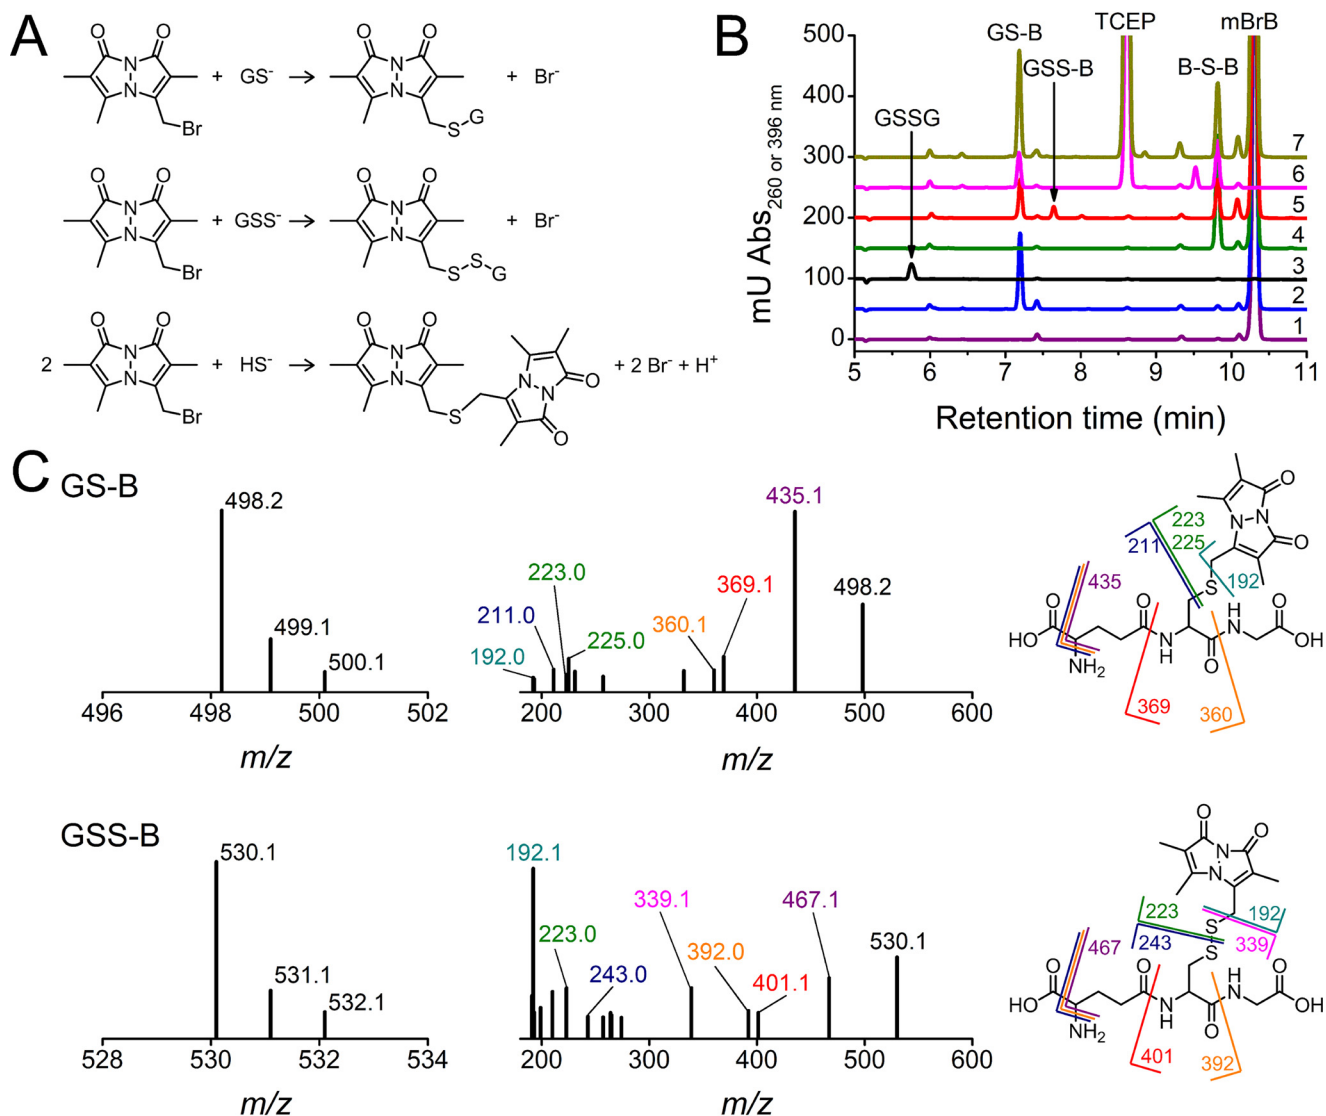 A
+ GS⁻ → + Br⁻
O O N N Br
O O N N S G
+ GSS⁻ → + Br⁻
O O N N Br
O O N N S S G
2 + HS⁻ → + 2 Br⁻ + H⁺
O O N N Br
O O N N S N N O O
B
mU Abs260 or 396 nm
500
400
300
200
100
0
GSSG
GS-B
GSS-B
TCEP
B-S-B
mBrB
7
6
5
4
3
2
1
5 6 7 8 9 10 11
Retention time (min)
C
GS-B
498.2
499.1
500.1
496 498 500 502
m/z
192.0
211.0
223.0
225.0
360.1
369.1
435.1
498.2
200 300 400 500 600
m/z
O O N N
223
211 225
192
S
435
O O HN O
HO N H O OH
NH2
369 360
GSS-B
530.1
531.1
532.1
528 530 532 534
m/z
192.1
223.0
243.0
339.1
392.0
401.1
467.1
530.1
200 300 400 500 600
m/z
O O N N
223 192
243 S 339
S
467
O O HN O
HO N H O OH
NH2
401 392